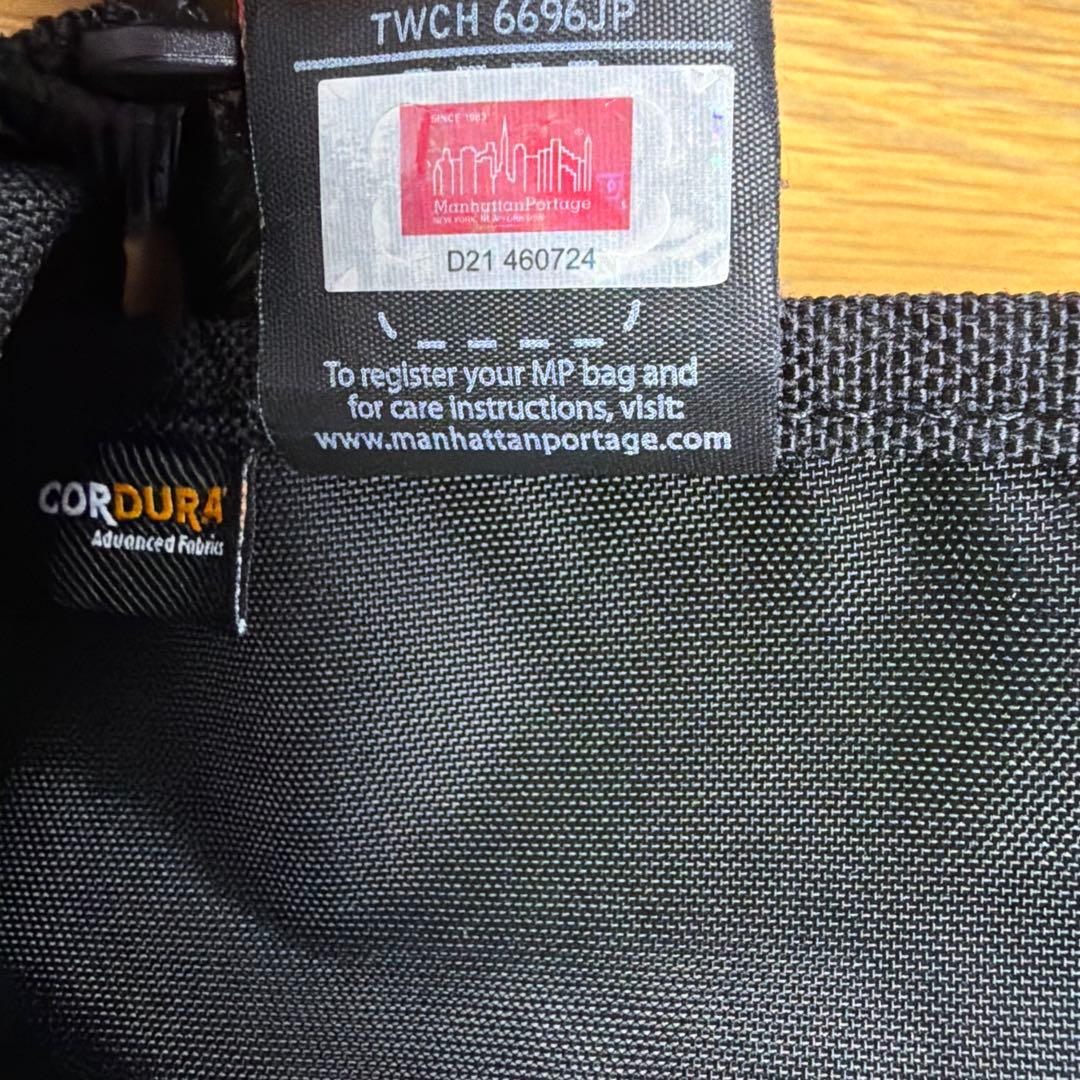 TWCH 6696JP
SINCE 1983
®
ManhattanPortage
D21 460724
To register your MP bag and
for care instructions, visit:
www.manhattanportage.com
CORDURA
Advanced Fabrics